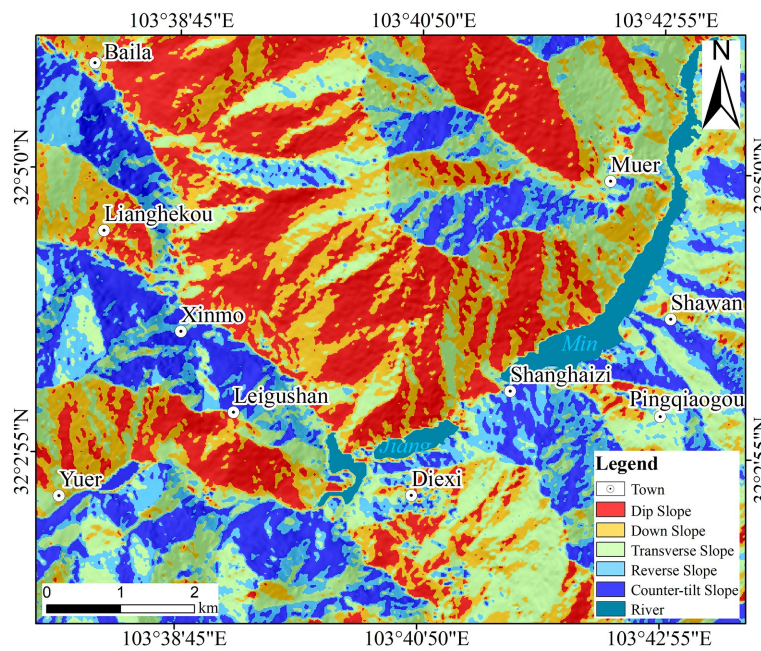 103°38'45"E 103°40'50"E 103°42'55"E
N
Baila
32°5'0"N
32°5'0"N
Muer
Lianghekou
Shawan
Xinmo
Min
Shanghaizi
Pingqiaogou
Leigushan
Jiang
32°2'55"N
32°2'55"N
Yuer
Diexi
Legend
Town
Dip Slope
Down Slope
Transverse Slope
Reverse Slope
Counter-tilt Slope
River
0 1 2
km
103°38'45"E 103°40'50"E 103°42'55"E